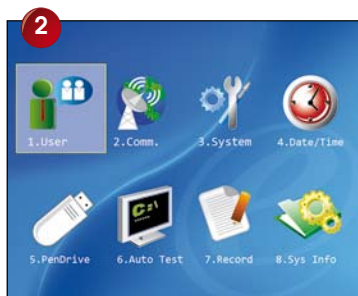 2
1.User
2.Comm.
3.System
4.Date/Time
C:\
5.PenDrive
6.Auto Test
7.Record
8.Sys Info